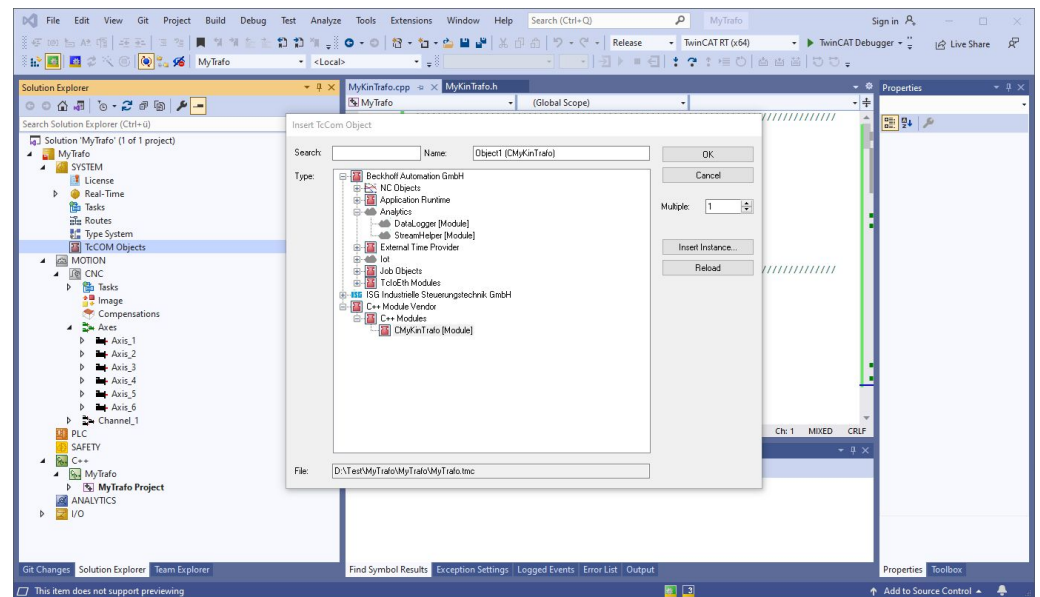 File Edit View Git Project Build Debug Test Analyze Tools Extensions Window Help Search (Ctrl+Q) MyTrafo Sign in
Release TwinCAT RT (x64) TwinCAT Debugger Live Share
MyTrafo <Local>
Solution Explorer
Search Solution Explorer (Ctrl+ü)
Solution 'MyTrafo' (1 of 1 project)
MyTrafo
SYSTEM
License
Real-Time
Tasks
Routes
Type System
TcCOM Objects
MOTION
CNC
Tasks
Image
Compensations
Axes
Axis_1
Axis_2
Axis_3
Axis_4
Axis_5
Axis_6
Channel_1
PLC
SAFETY
C++
MyTrafo
MyTrafo Project
ANALYTICS
I/O
Git Changes Solution Explorer Team Explorer
MyKinTrafo.cpp MyKinTrafo.h
MyTrafo (Global Scope)
//////////////
Insert TcCom Object
Search: Name: Object1 (CMyKinTrafo) OK
Type: Cancel
Beckhoff Automation GmbH
NC Objects
Application Runtime
Analytics
DataLogger [Module]
StreamHelper [Module]
External Time Provider
Iot
Job Objects
TcIoEth Modules
ISG ISG Industrielle Steuerungstechnik GmbH
C++ Module Vendor
C++ Modules
CMyKinTrafo [Module]
Multiple: 1
Insert Instance...
Reload
//////////////
File: D:\Test\MyTrafo\MyTrafo\MyTrafo.tmc
Ch: 1 MIXED CRLF
Find Symbol Results Exception Settings Logged Events Error List Output
Properties
Properties Toolbox
This item does not support previewing 2 Add to Source Control